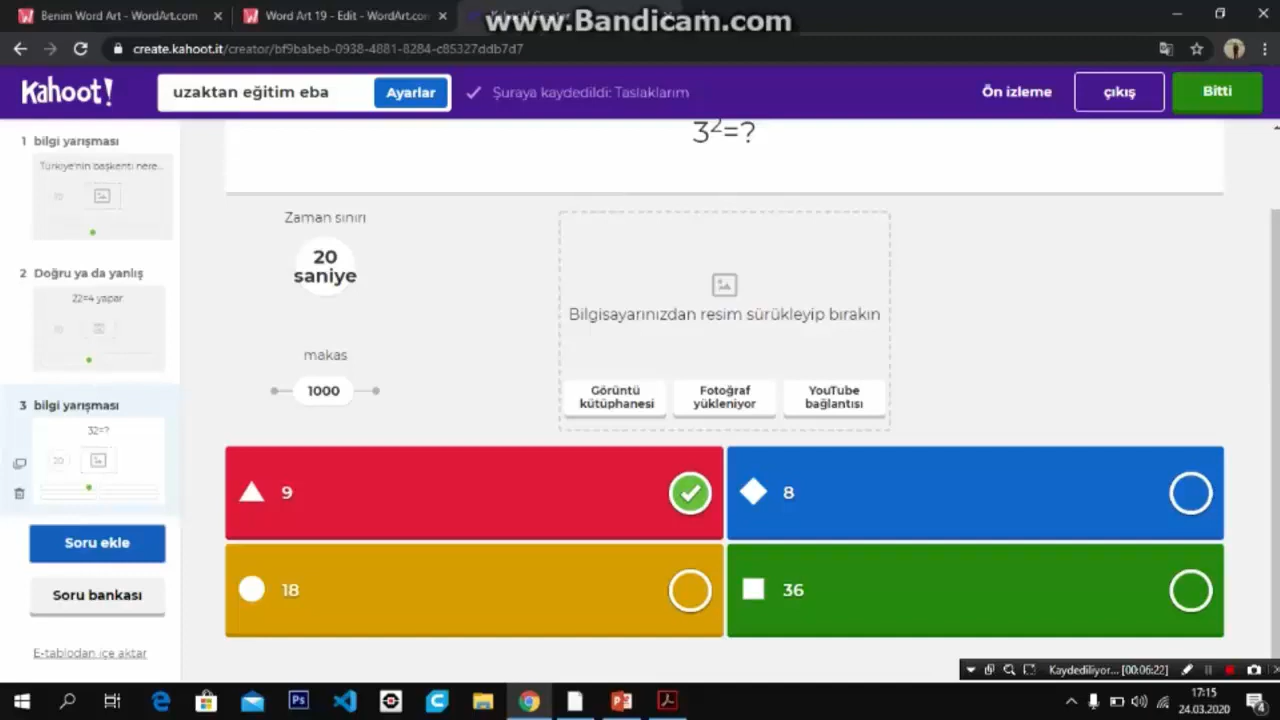 Benim Word Art - WordArt.com
Word Art 19 - Edit - WordArt.com
www.Bandicam.com
create.kahoot.it/creator/bf9babeb-0938-4881-8284-c85327ddb7d7
Kahoot!
uzaktan eğitim eba
Ayarlar
Şuraya kaydedildi: Taslaklarım
Ön izleme
çıkış
Bitti
1 bilgi yarışması
Türkiye'nin başkenti nere...
2 Doğru ya da yanlış
22=4 yapar
3 bilgi yarışması
32=?
20
Soru ekle
Soru bankası
E-tablodan içe aktar
3²=?
Zaman sınırı
20
saniye
makas
1000
Bilgisayarınızdan resim sürükleyip bırakın
Görüntü
kütüphanesi
Fotoğraf
yükleniyor
YouTube
bağlantısı
9
8
18
36
Kaydediliyor... [00:06:22]
17:15
24.03.2020
4